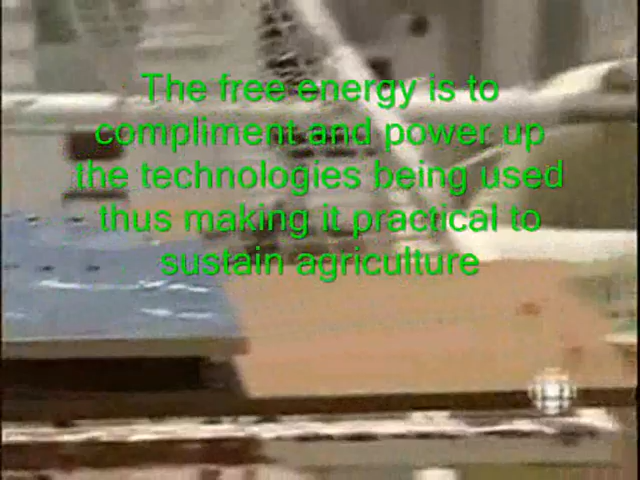 The free energy is to
compliment and power up
the technologies being used
thus making it practical to
sustain agriculture